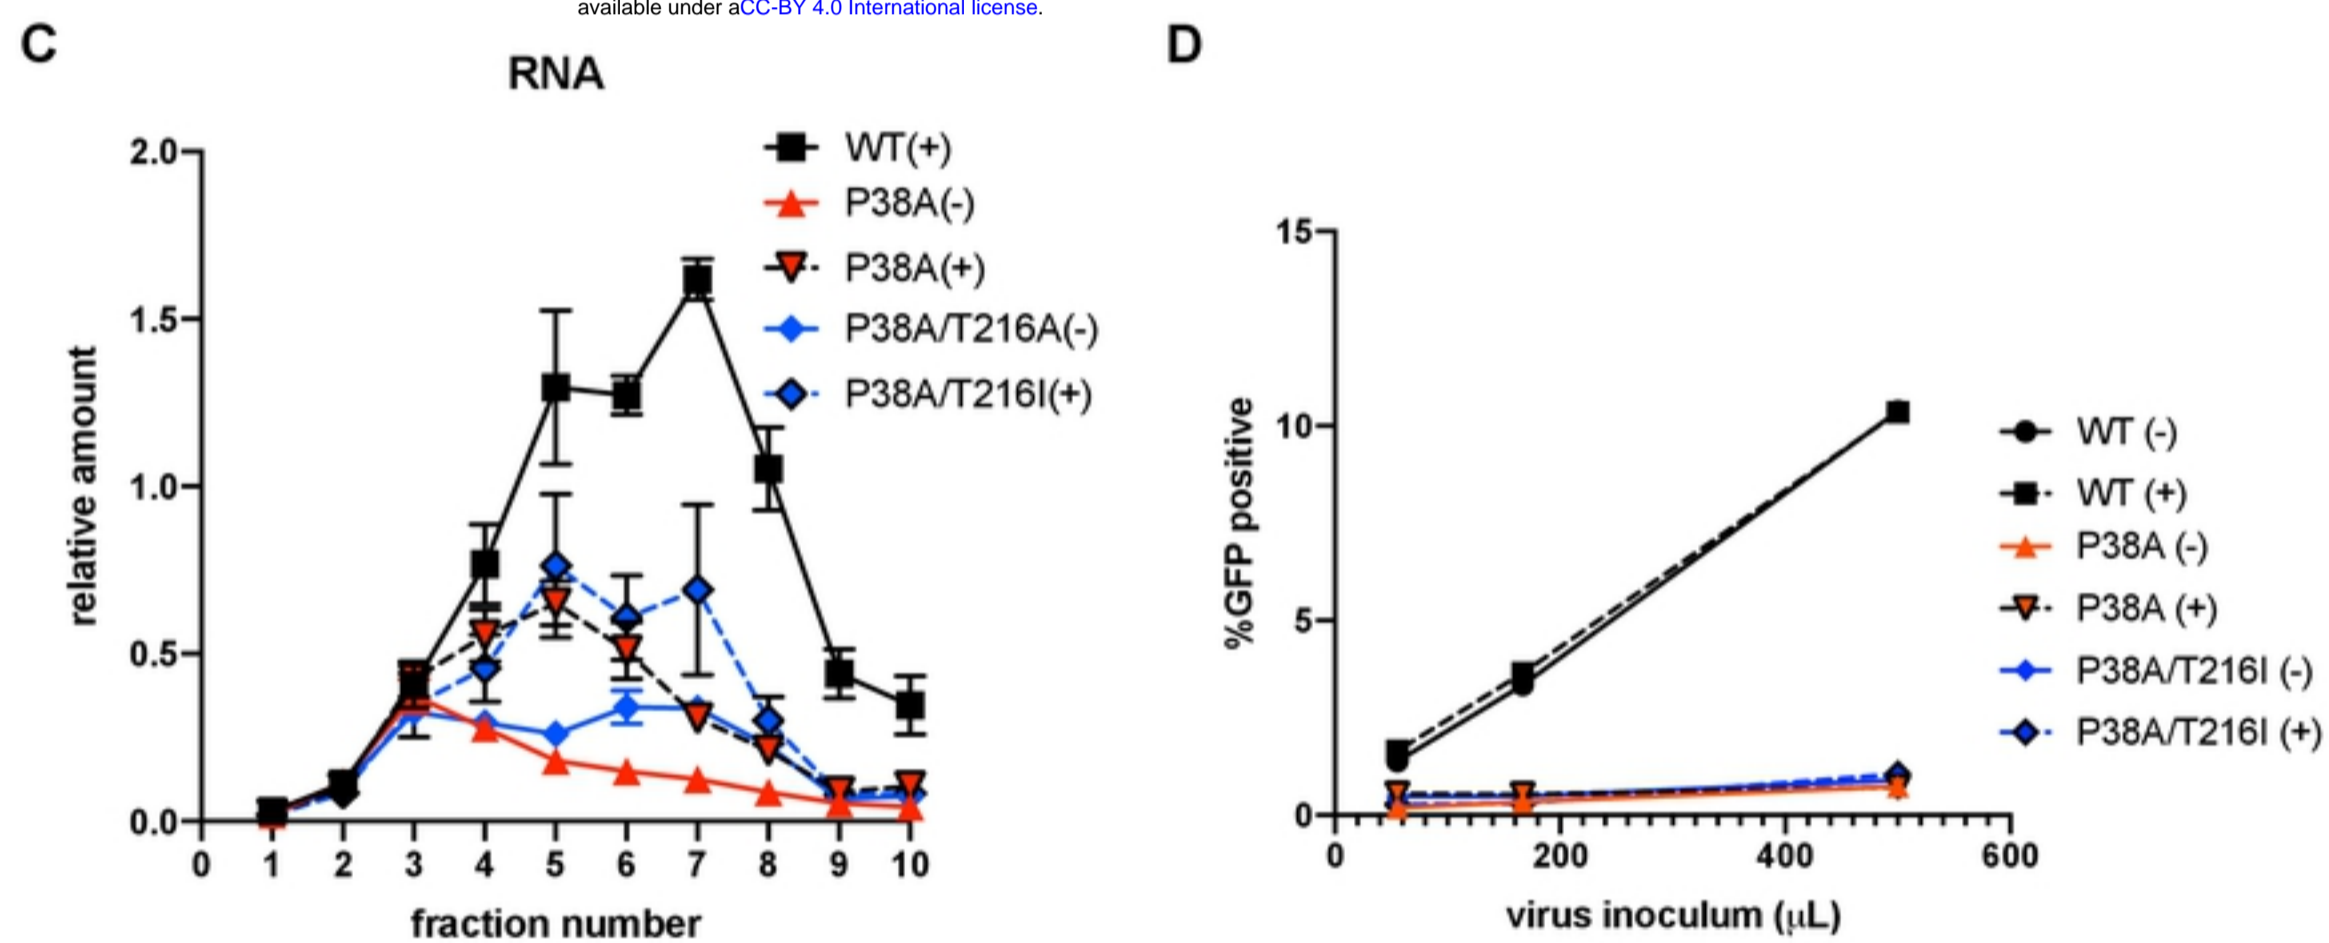 available under aCC-BY 4.0 International license.
C
RNA
2.0
1.5
1.0
0.5
0.0
relative amount
0 1 2 3 4 5 6 7 8 9 10
fraction number
WT(+)
P38A(-)
P38A(+)
P38A/T216A(-)
P38A/T216I(+)
D
15
10
5
0
%GFP positive
0 200 400 600
virus inoculum (μL)
WT (-)
WT (+)
P38A (-)
P38A (+)
P38A/T216I (-)
P38A/T216I (+)